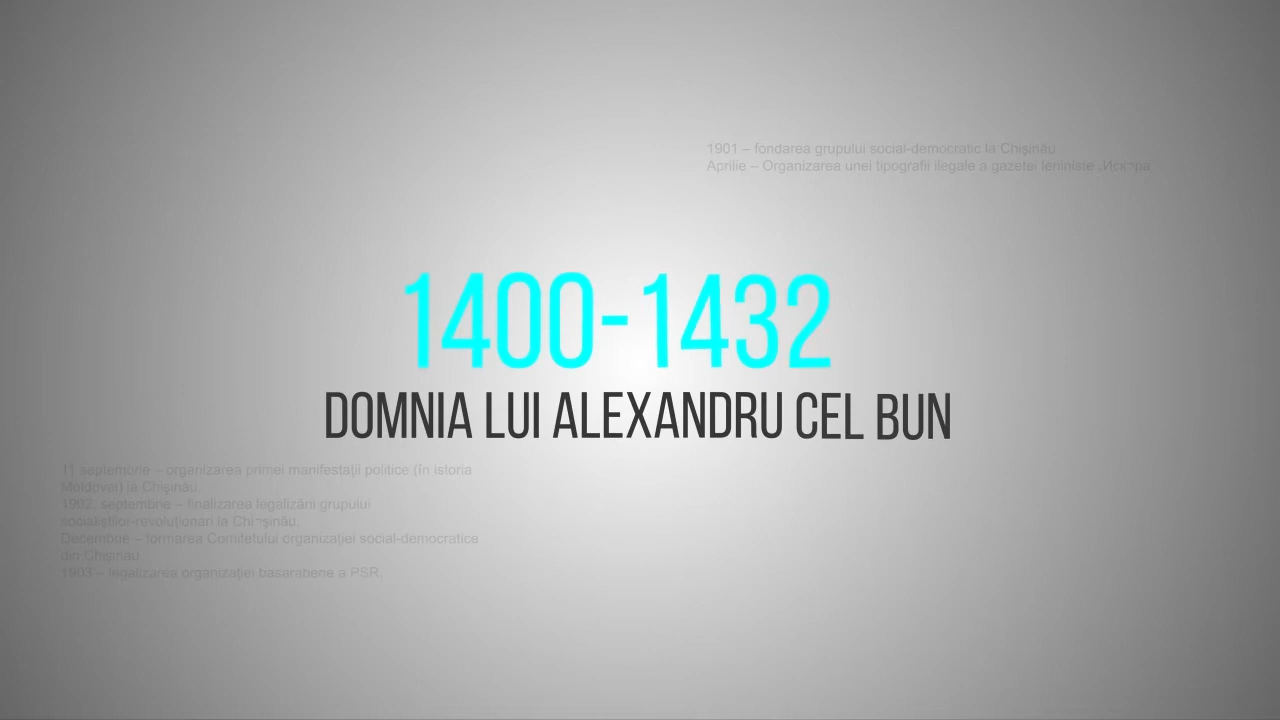 1901 – fondarea grupului social-democratic la Chişinău
Aprilie – Organizarea unei tipografii ilegale a gazetei leniniste „Искра
1400-1432
DOMNIA LUI ALEXANDRU CEL BUN
11 septembrie – organizarea primei manifestaţii politice (în istoria
Moldovei) la Chişinău.
1902, septembrie – finalizarea legalizării grupului
socialiştilor-revoluţionari la Chişinău.
Decembrie – formarea Comitetului organizaţiei social-democratice
din Chişinău.
1903 – legalizarea organizaţiei basarabene a PSR.